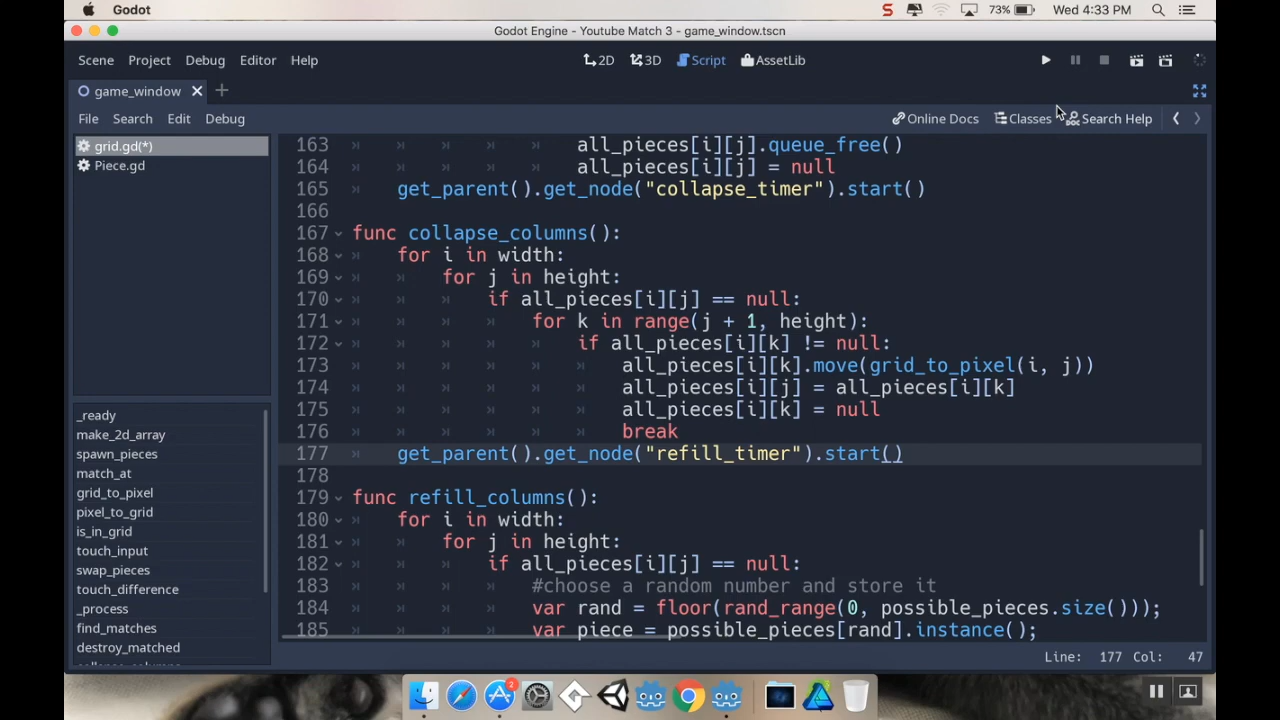 Godot
73%
Wed 4:33 PM
Godot Engine - Youtube Match 3 - game_window.tscn
Scene Project Debug Editor Help
2D 3D Script AssetLib
game_window
File Search Edit Debug
Online Docs Classes Search Help
grid.gd(*)
Piece.gd
_ready
make_2d_array
spawn_pieces
match_at
grid_to_pixel
pixel_to_grid
is_in_grid
touch_input
swap_pieces
touch_difference
_process
find_matches
destroy_matched
163 all_pieces[i][j].queue_free()
164 all_pieces[i][j] = null
165 get_parent().get_node("collapse_timer").start()
166
167 func collapse_columns():
168 for i in width:
169 for j in height:
170 if all_pieces[i][j] == null:
171 for k in range(j + 1, height):
172 if all_pieces[i][k] != null:
173 all_pieces[i][k].move(grid_to_pixel(i, j))
174 all_pieces[i][j] = all_pieces[i][k]
175 all_pieces[i][k] = null
176 break
177 get_parent().get_node("refill_timer").start()
178
179 func refill_columns():
180 for i in width:
181 for j in height:
182 if all_pieces[i][j] == null:
183 #choose a random number and store it
184 var rand = floor(rand_range(0, possible_pieces.size()));
185 var piece = possible_pieces[rand].instance();
Line: 177 Col: 47
2